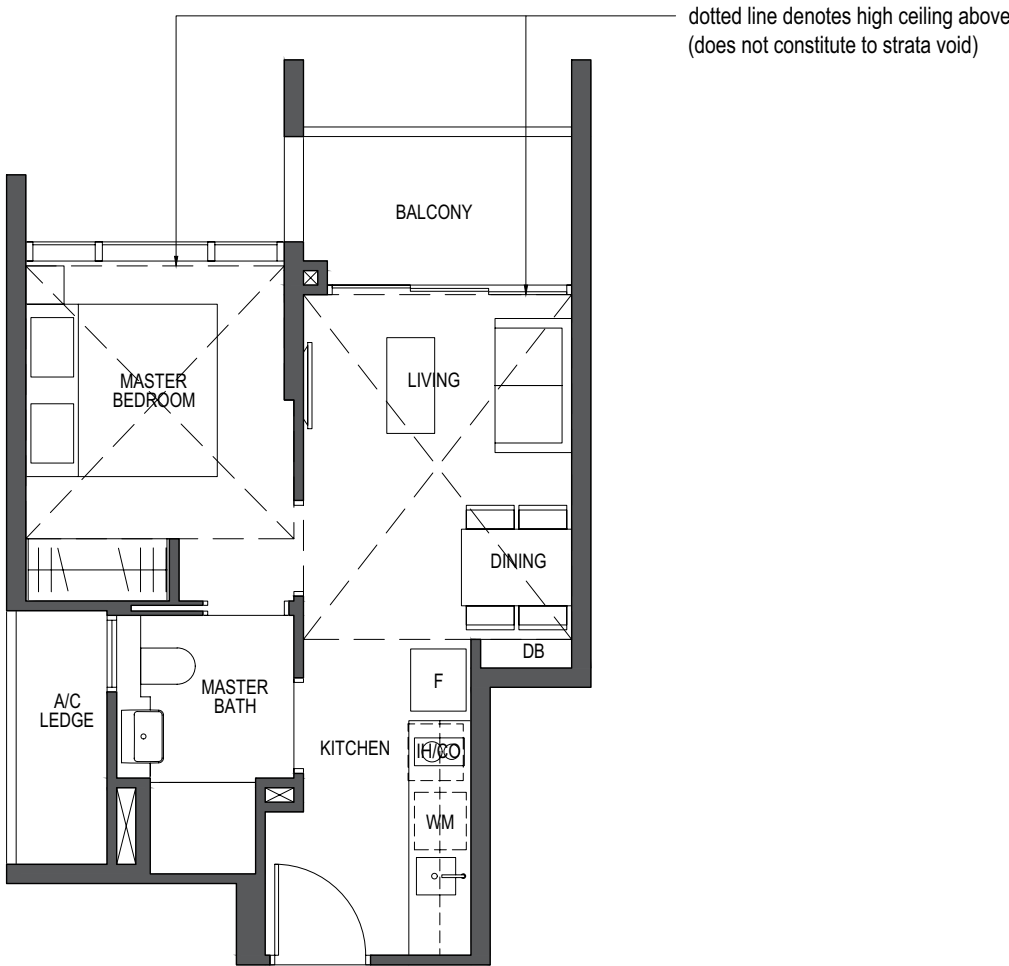 dotted line denotes high ceiling above
(does not constitute to strata void)
BALCONY
MASTER
BEDROOM
LIVING
DINING
DB
F
A/C
LEDGE
MASTER
BATH
KITCHEN
IH/CO
WM